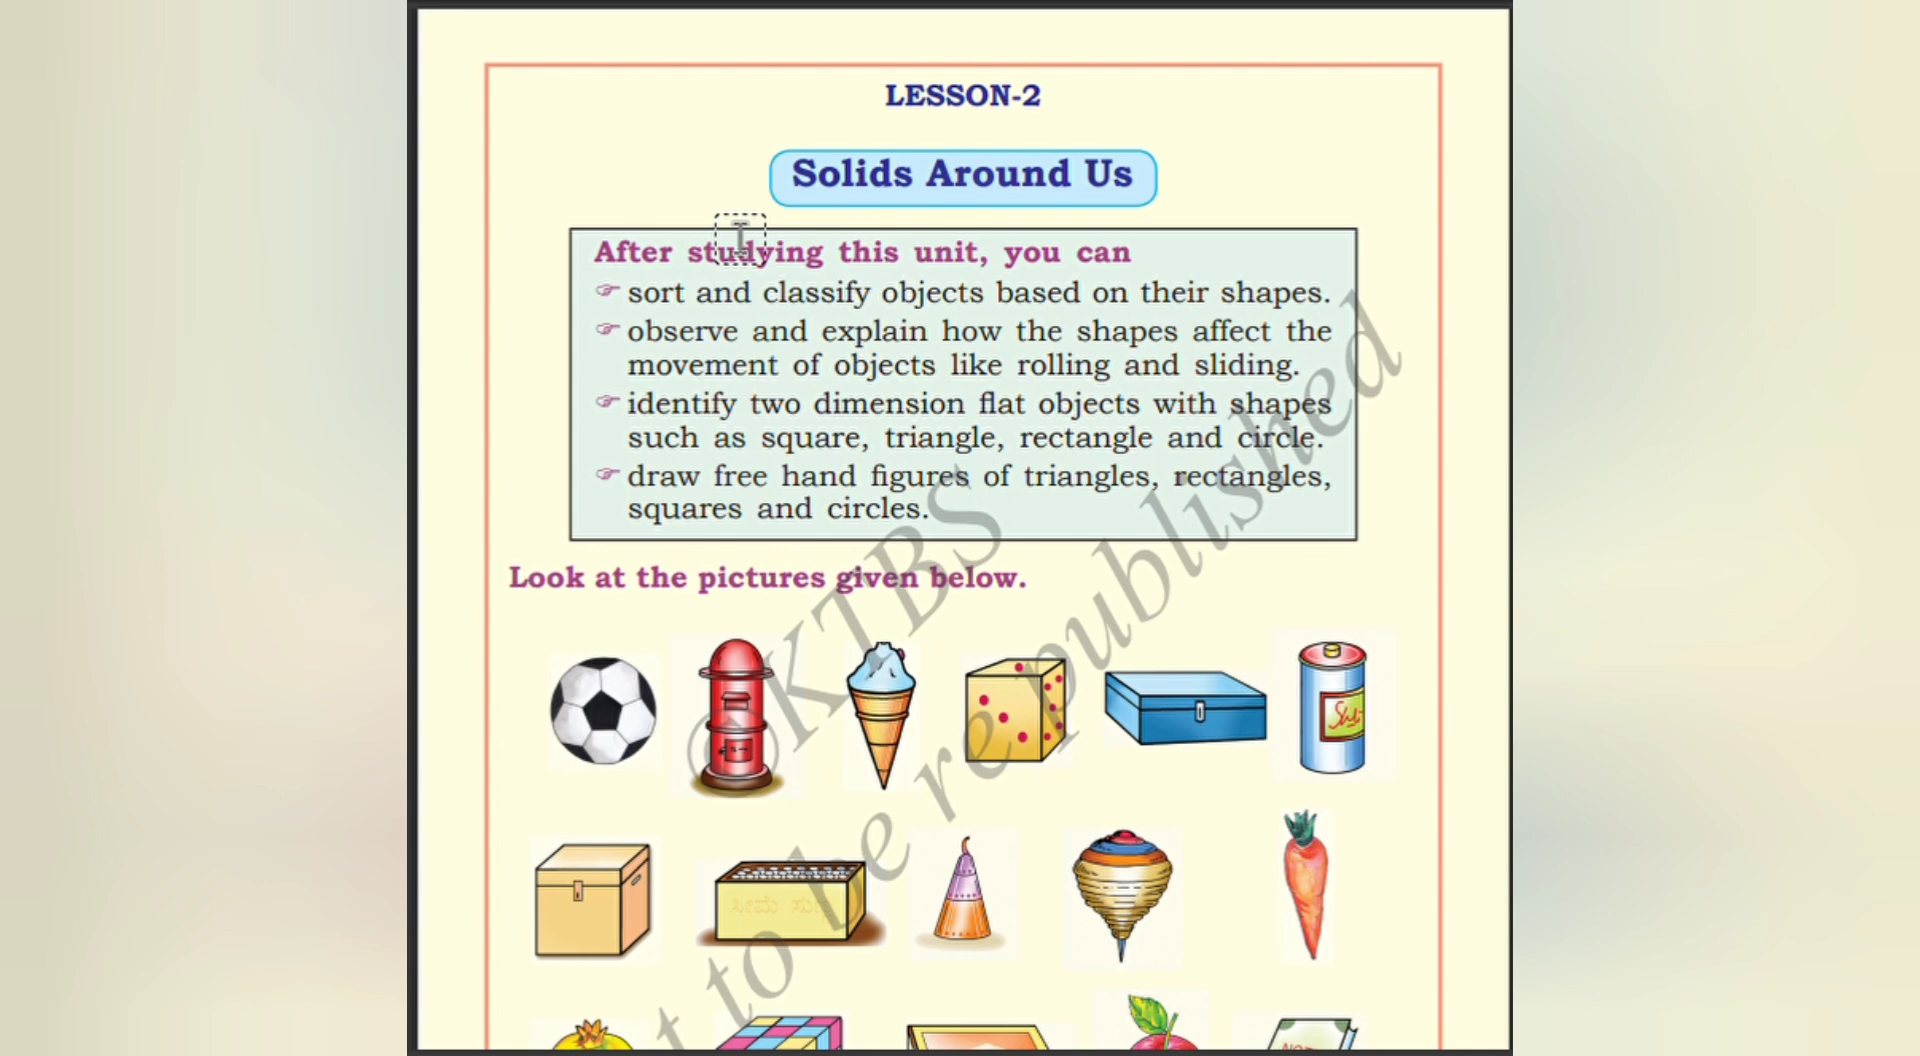 LESSON-2
Solids Around Us
After studying this unit, you can
☞ sort and classify objects based on their shapes.
☞ observe and explain how the shapes affect the
movement of objects like rolling and sliding.
☞ identify two dimension flat objects with shapes
such as square, triangle, rectangle and circle.
☞ draw free hand figures of triangles, rectangles,
squares and circles.
Look at the pictures given below.
©KTBS
to be republished
ಸೀಮೆ